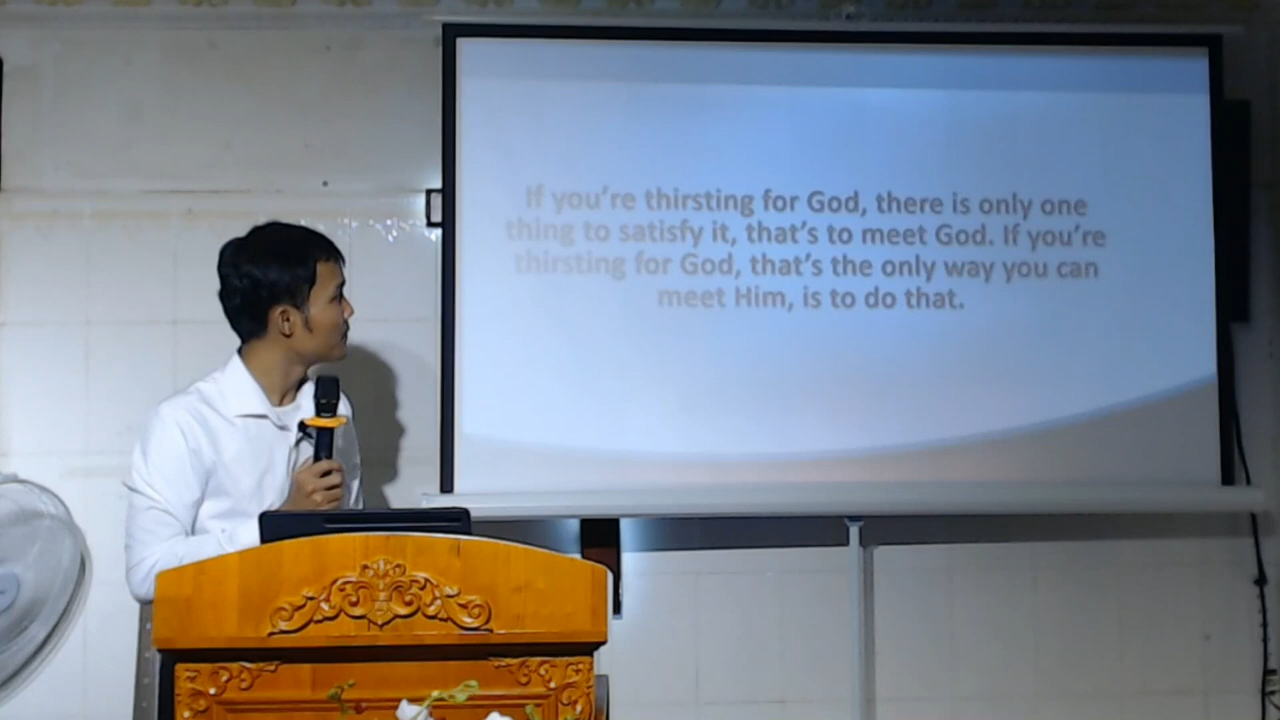 If you're thirsting for God, there is only one
thing to satisfy it, that's to meet God. If you're
thirsting for God, that's the only way you can
meet Him, is to do that.